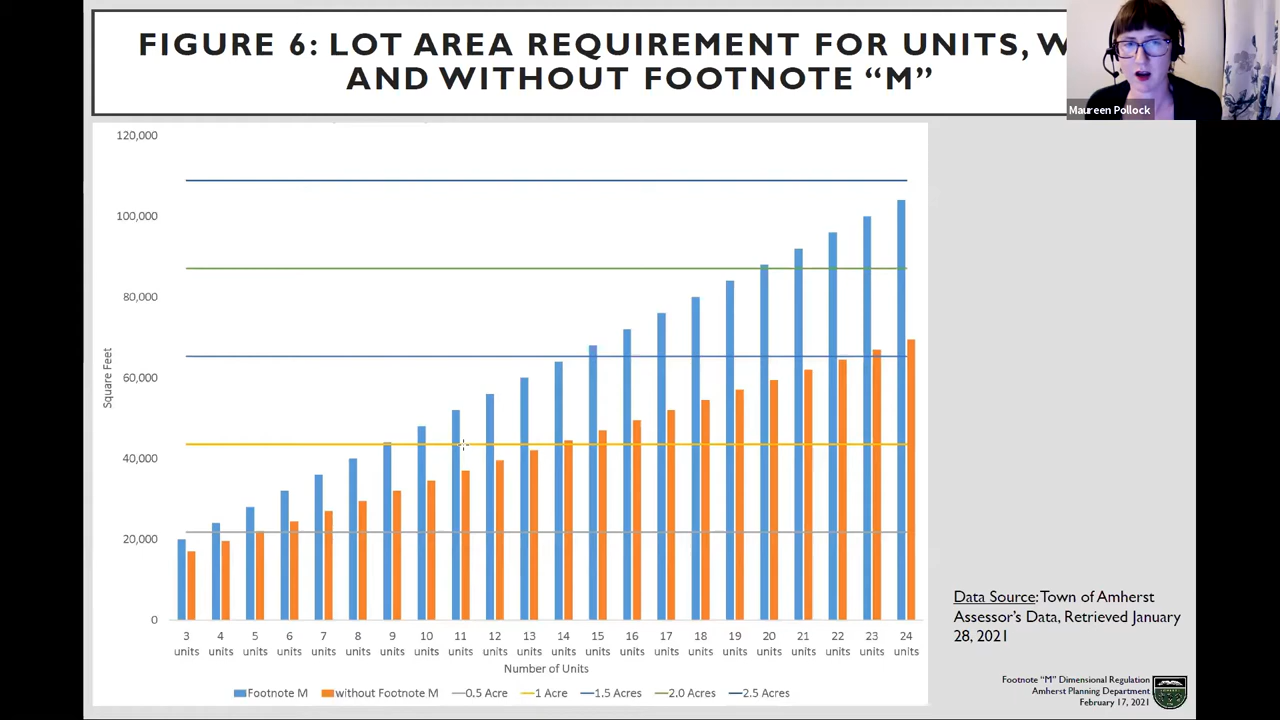 FIGURE 6: LOT AREA REQUIREMENT FOR UNITS, W
AND WITHOUT FOOTNOTE “M”
Maureen Pollock
120,000
100,000
80,000
60,000
40,000
20,000
0
Square Feet
3 units 4 units 5 units 6 units 7 units 8 units 9 units 10 units 11 units 12 units 13 units 14 units 15 units 16 units 17 units 18 units 19 units 20 units 21 units 22 units 23 units 24 units
Number of Units
Footnote M without Footnote M 0.5 Acre 1 Acre 1.5 Acres 2.0 Acres 2.5 Acres
Data Source: Town of Amherst
Assessor’s Data, Retrieved January
28, 2021
Footnote “M” Dimensional Regulation
Amherst Planning Department
February 17, 2021